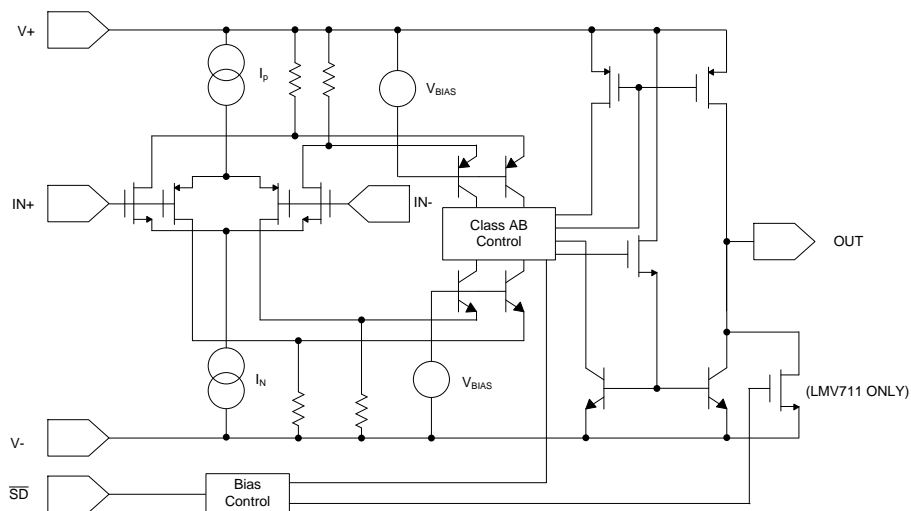 V+
Ip
VBIAS
IN+
IN-
Class AB
Control
OUT
IN
VBIAS
(LMV711 ONLY)
V-
SD
Bias
Control